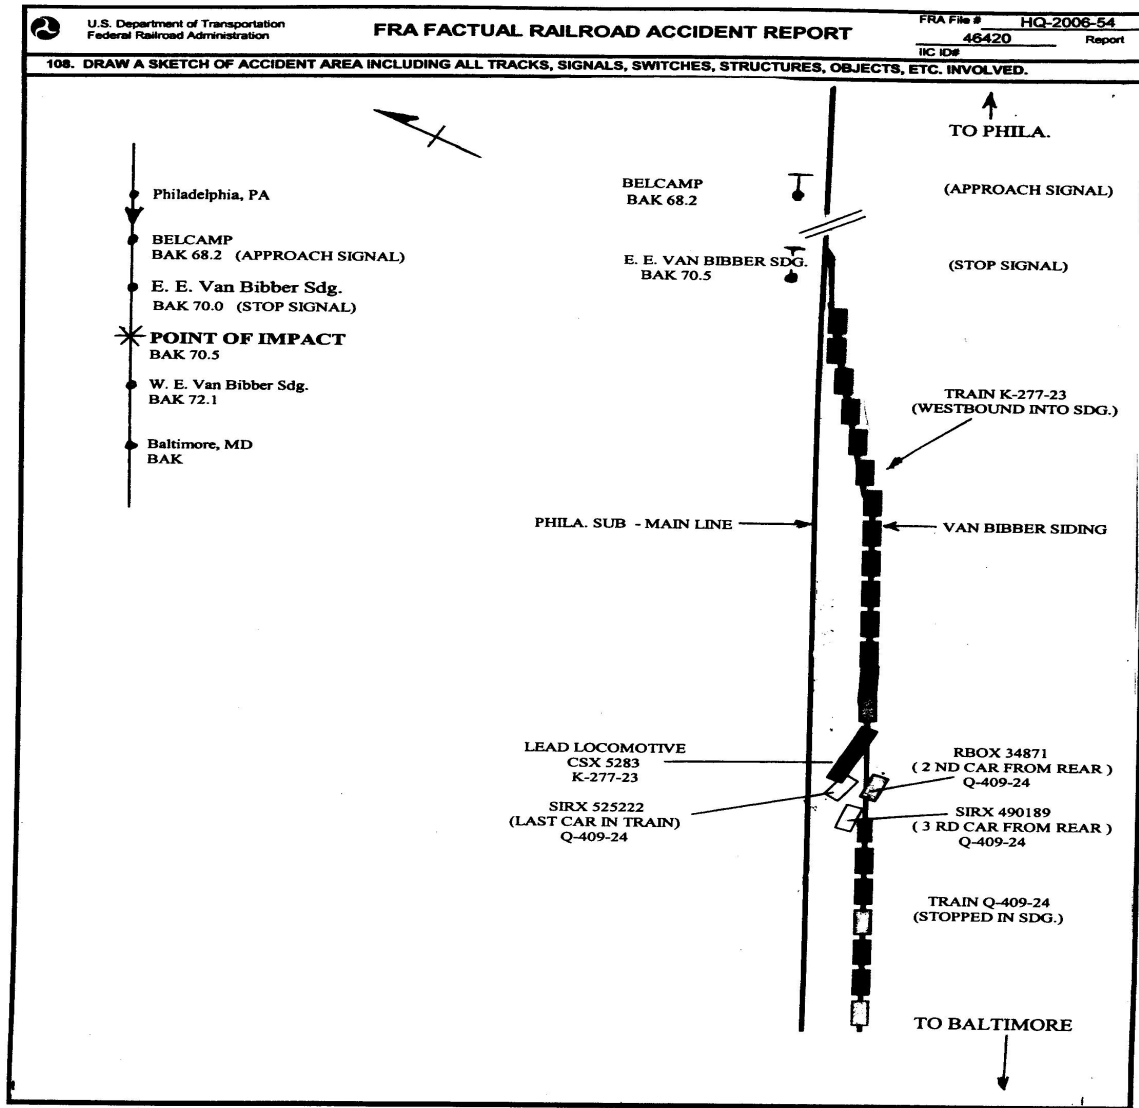 U.S. Department of Transportation
Federal Railroad Administration
FRA FACTUAL RAILROAD ACCIDENT REPORT
FRA File # HQ-2006-54
46420 Report
IIC ID#
108. DRAW A SKETCH OF ACCIDENT AREA INCLUDING ALL TRACKS, SIGNALS, SWITCHES, STRUCTURES, OBJECTS, ETC. INVOLVED.
Philadelphia, PA
BELCAMP
BAK 68.2 (APPROACH SIGNAL)
E. E. Van Bibber Sdg.
BAK 70.0 (STOP SIGNAL)
POINT OF IMPACT
BAK 70.5
W. E. Van Bibber Sdg.
BAK 72.1
Baltimore, MD
BAK
TO PHILA.
BELCAMP
BAK 68.2
(APPROACH SIGNAL)
E. E. VAN BIBBER SDG.
BAK 70.5
(STOP SIGNAL)
TRAIN K-277-23
(WESTBOUND INTO SDG.)
PHILA. SUB - MAIN LINE
VAN BIBBER SIDING
LEAD LOCOMOTIVE
CSX 5283
K-277-23
RBOX 34871
( 2 ND CAR FROM REAR )
Q-409-24
SIRX 525222
(LAST CAR IN TRAIN)
Q-409-24
SIRX 490189
( 3 RD CAR FROM REAR )
Q-409-24
TRAIN Q-409-24
(STOPPED IN SDG.)
TO BALTIMORE